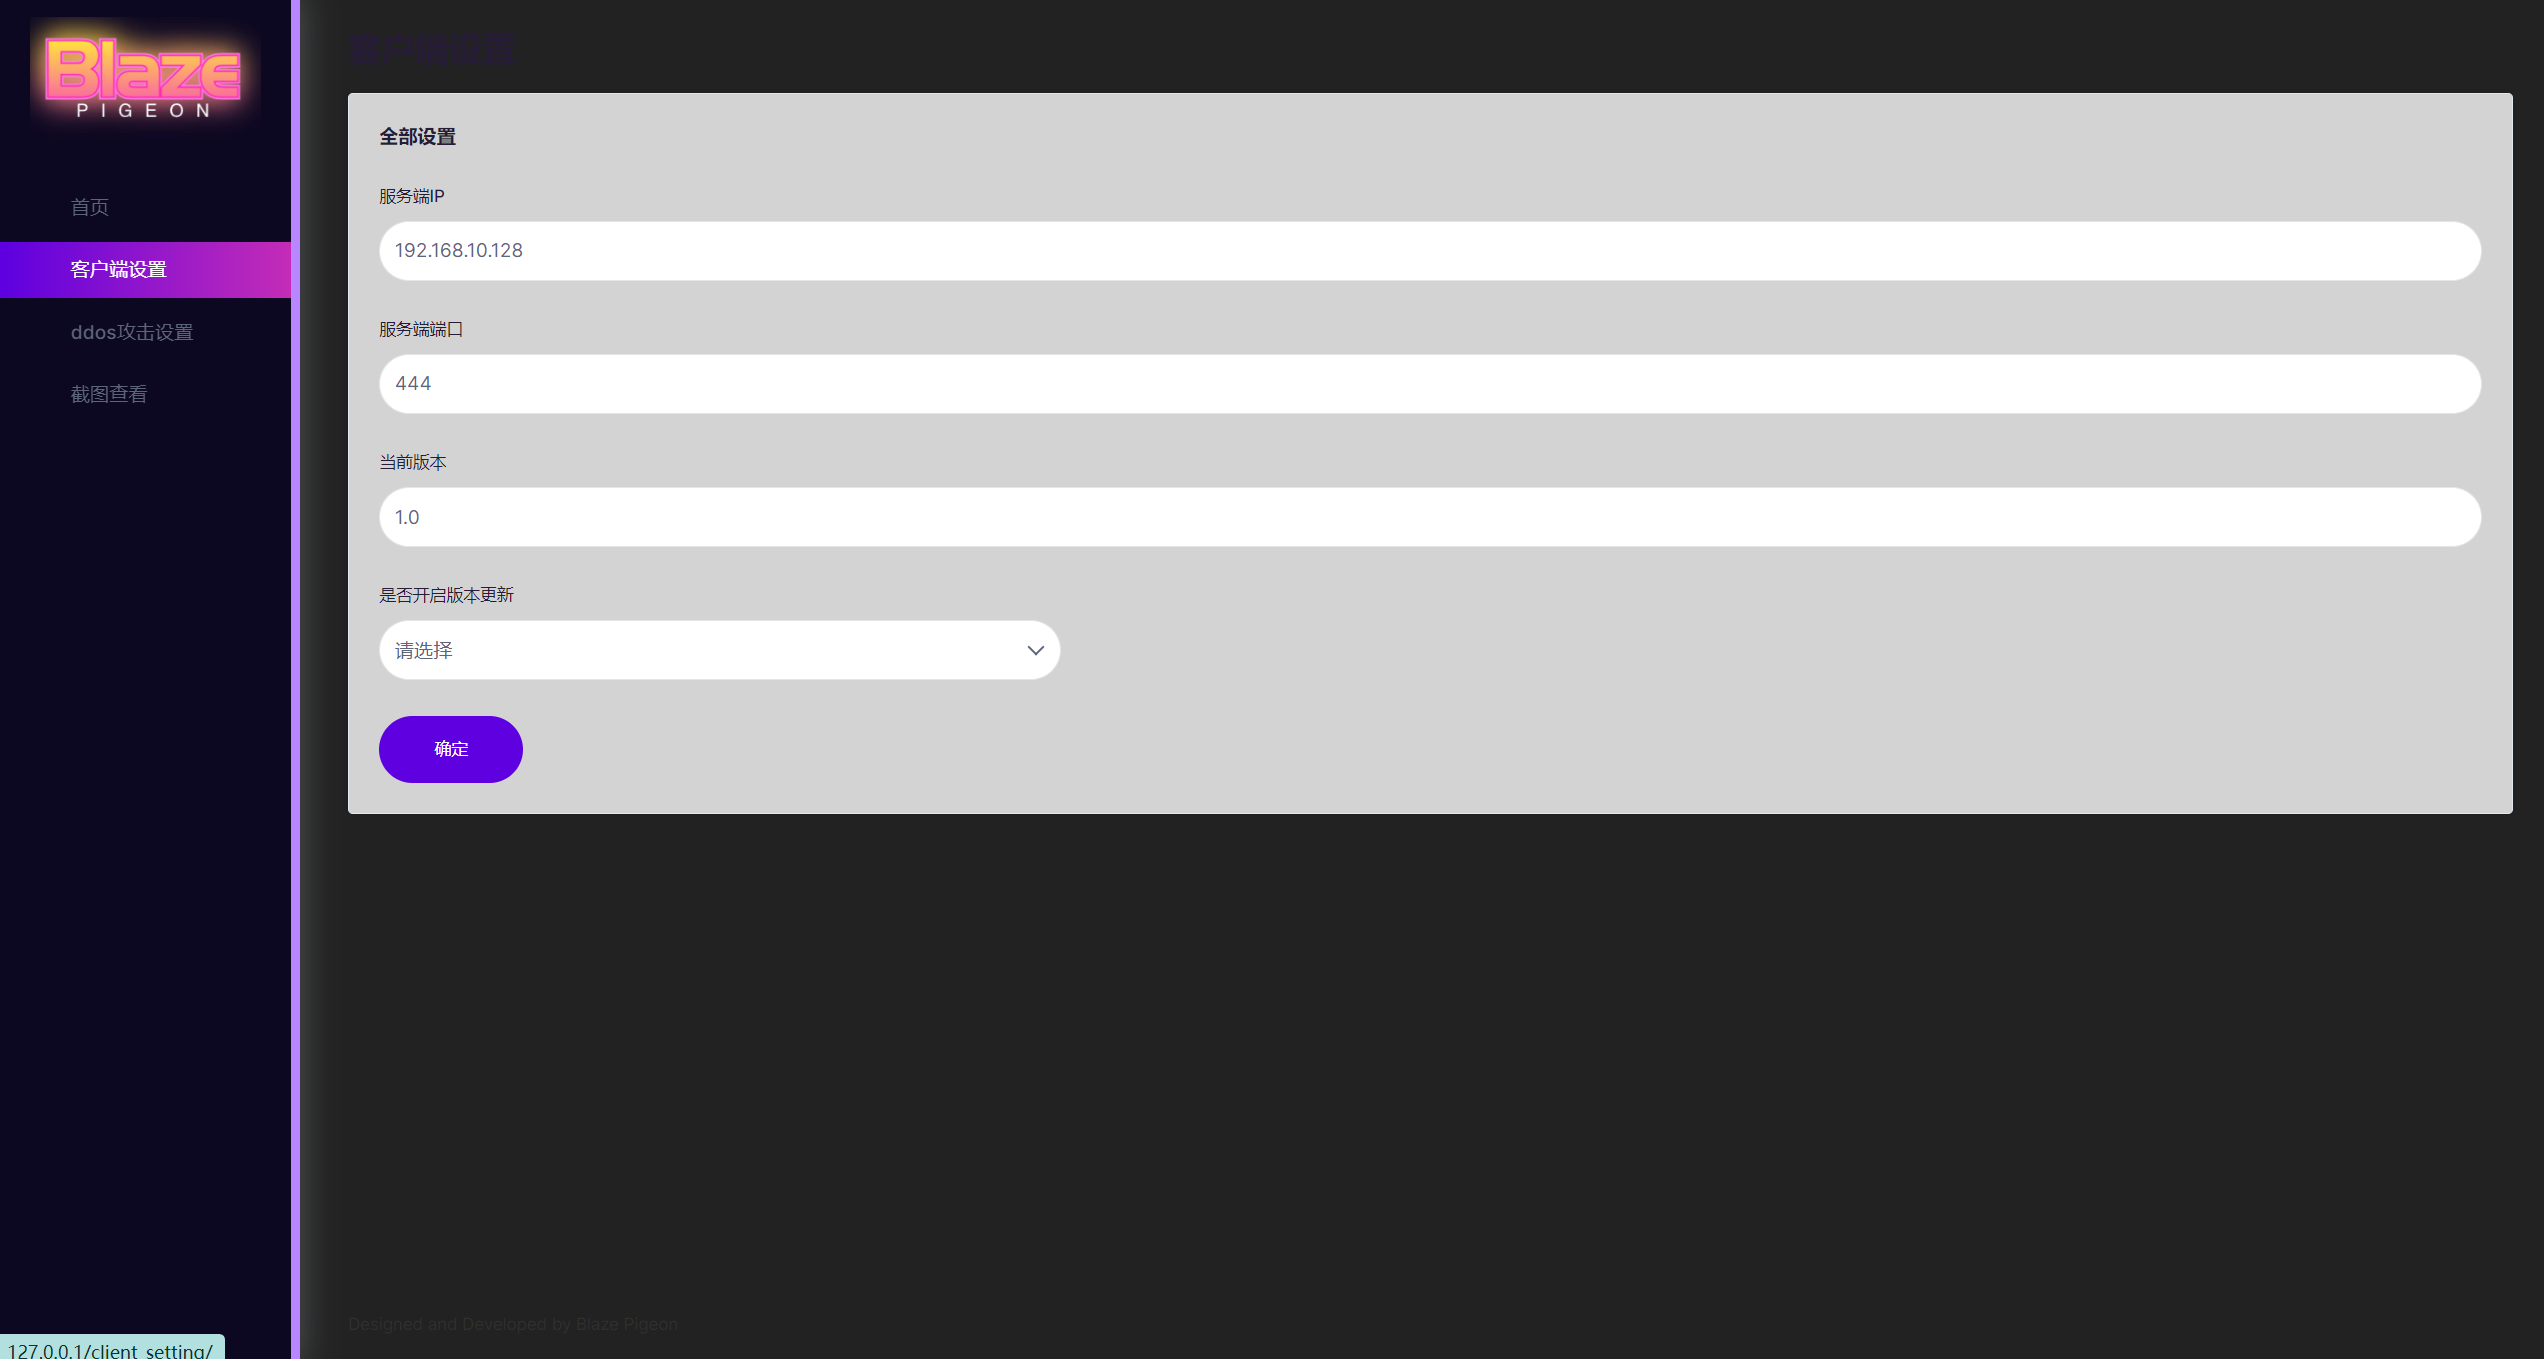 Blaze
PIGEON
首页
客户端设置
ddos攻击设置
截图查看
客户端设置
全部设置
服务端IP
192.168.10.128
服务端端口
444
当前版本
1.0
是否开启版本更新
请选择
确定
Designed and Developed by Blaze Pigeon
127.0.0.1/client_setting/